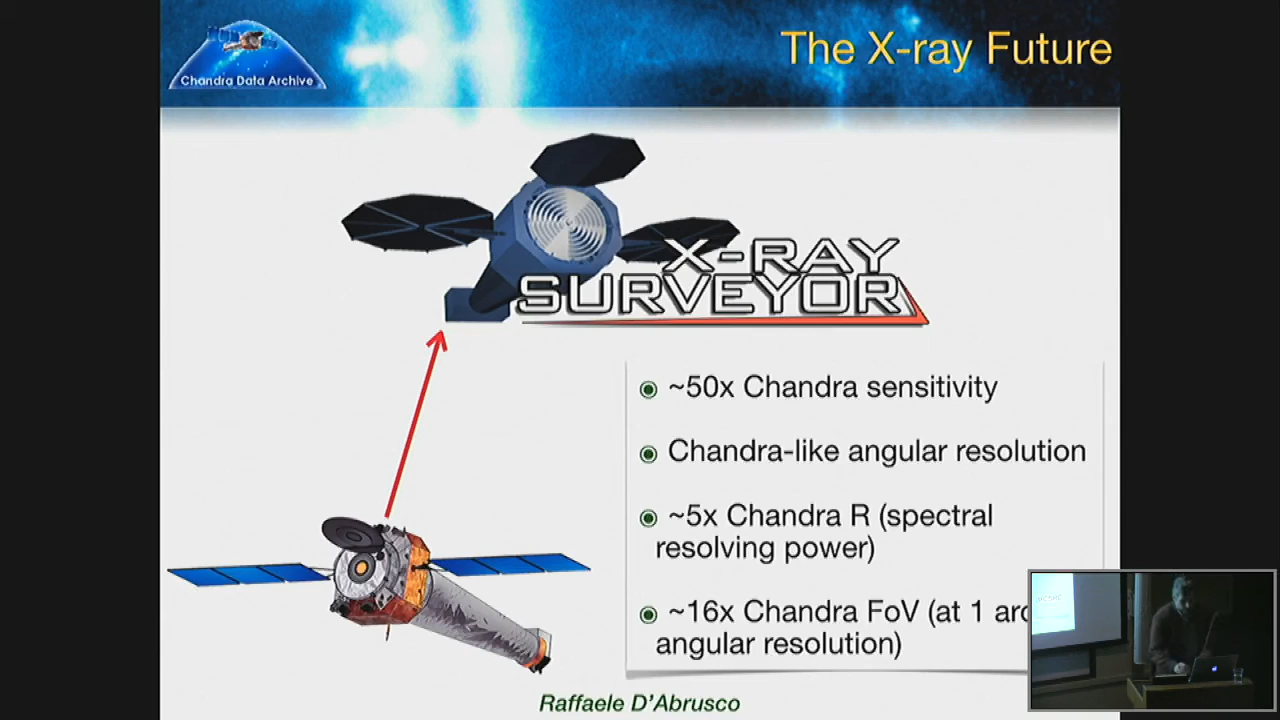 Chandra Data Archive
The X-ray Future
X-RAY
SURVEYOR
~50x Chandra sensitivity
Chandra-like angular resolution
~5x Chandra R (spectral
resolving power)
~16x Chandra FoV (at 1
angular resolution)
Raffaele D'Abrusco